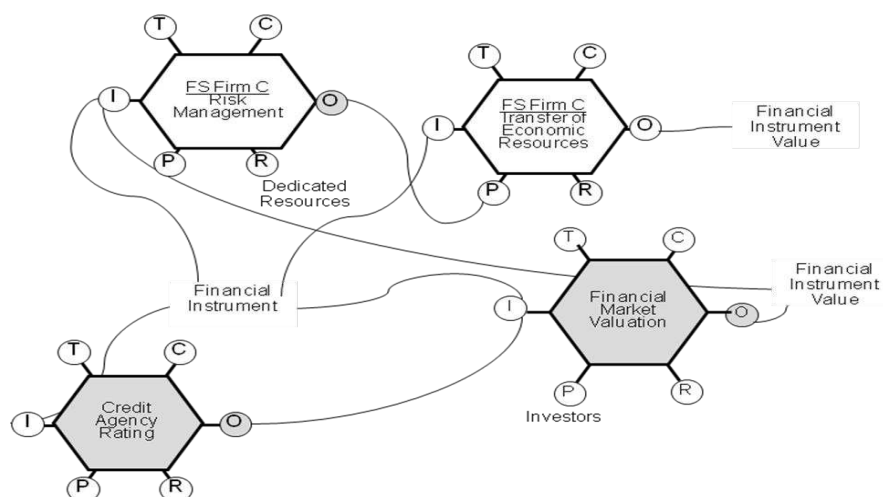 T
C
FS Firm C
Risk
Management
I
O
P
R
Dedicated
Resources
T
C
FS Firm C
Transfer of
Economic
Resources
I
O
P
R
Financial
Instrument
Value
Financial
Instrument
T
C
Financial
Market
Valuation
I
O
P
R
Investors
Financial
Instrument
Value
T
C
Credit
Agency
Rating
I
O
P
R